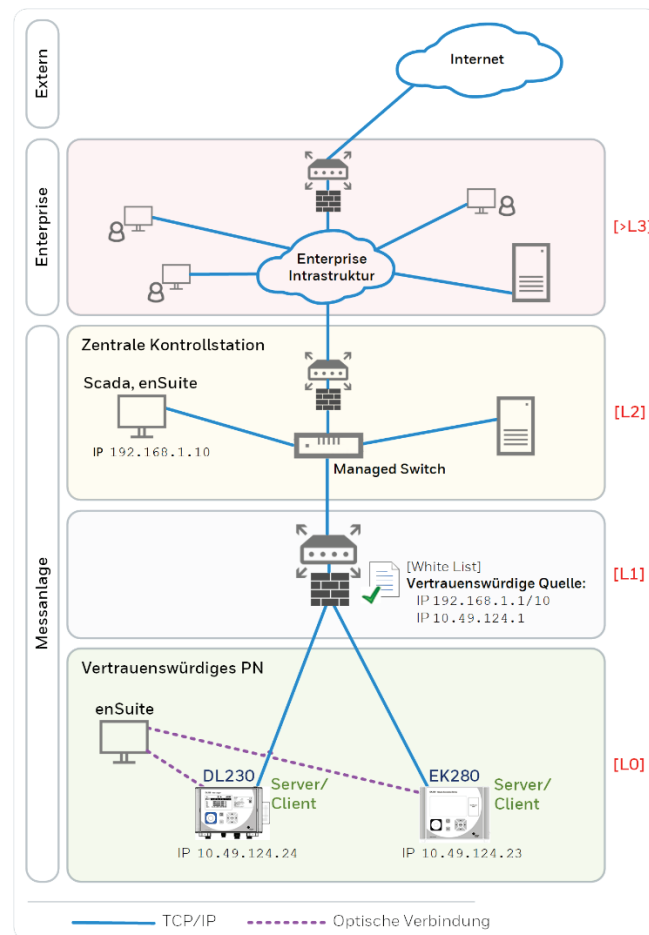 Extern
Internet
Enterprise
[>L3]
Enterprise
Intrastruktur
Messanlage
Zentrale Kontrollstation
Scada, enSuite
IP 192.168.1.10
Managed Switch
[L2]
[White List]
Vertrauenswürdige Quelle:
IP 192.168.1.1/10
IP 10.49.124.1
[L1]
Vertrauenswürdiges PN
enSuite
DL230
Server/
Client
IP 10.49.124.24
EK280
Server/
Client
IP 10.49.124.23
[L0]
TCP/IP
Optische Verbindung